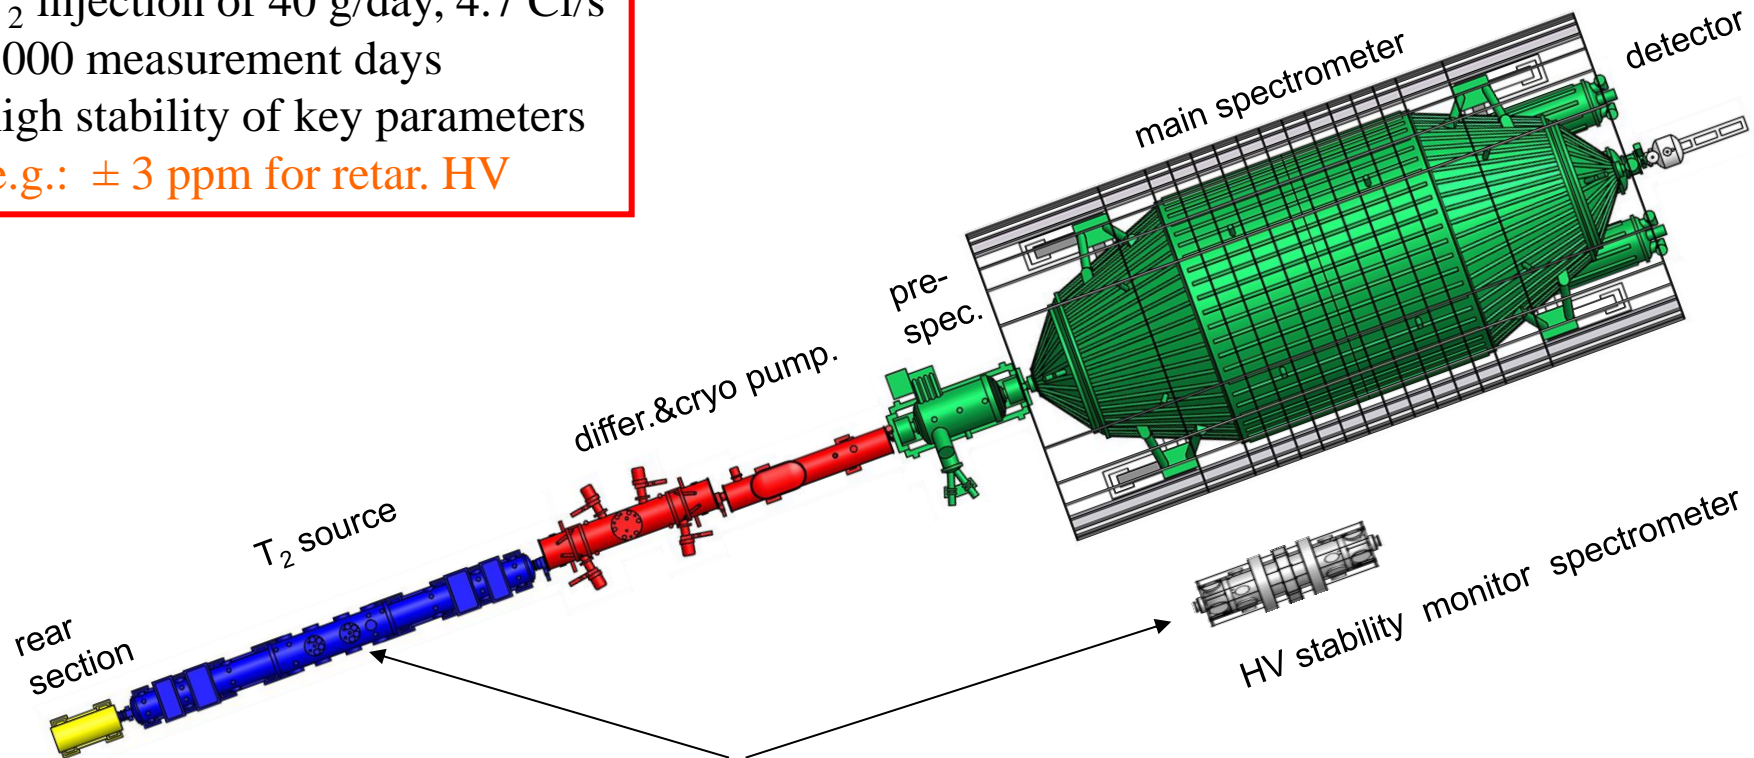 ₂ injection of 40 g/day, 4.7 Ci/s
000 measurement days
igh stability of key parameters
e.g.: ± 3 ppm for retar. HV
main spectrometer
detector
pre-
spec.
differ.&cryo pump.
T₂ source
rear
section
HV stability monitor spectrometer